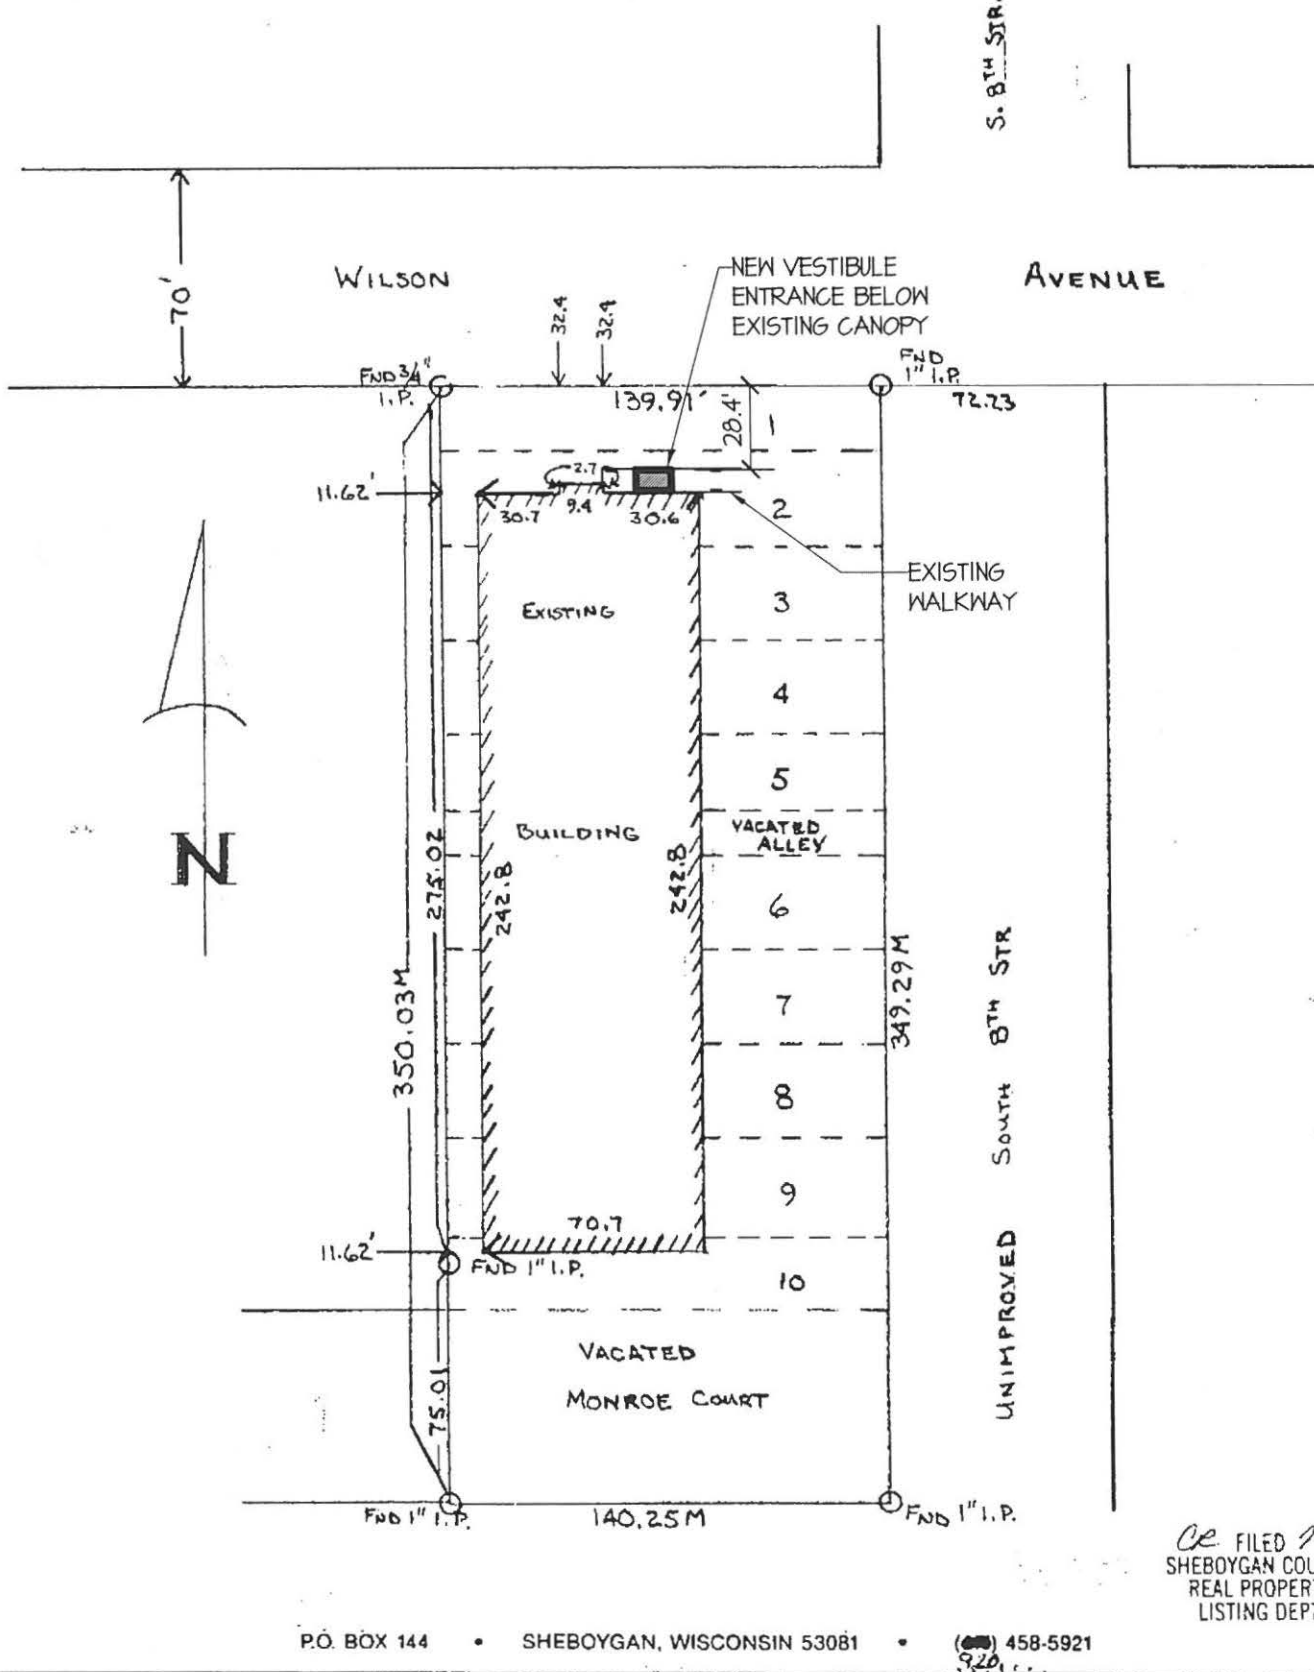 S. 8TH STR.
70'
WILSON
AVENUE
NEW VESTIBULE
ENTRANCE BELOW
EXISTING CANOPY
32.4
32.4
FND 3/4"
I.P.
FND
1" I.P.
139.91'
72.23
28.4'
1
2.7
11.62'
30.7
9.4
30.6
2
EXISTING
WALKWAY
3
EXISTING
4
5
BUILDING
VACATED
ALLEY
275.02
242.8
242.8
6
N
350.03M
349.29M
7
8
9
70.7
11.62'
FND 1" I.P.
10
UNIMPROVED SOUTH 8TH STR
VACATED
MONROE COURT
75.01
FND 1" I.P.
140.25M
FND 1" I.P.
CR FILED
SHEBOYGAN COU
REAL PROPERT
LISTING DEPT
P.O. BOX 144 • SHEBOYGAN, WISCONSIN 53081 • ( ) 458-5921
920